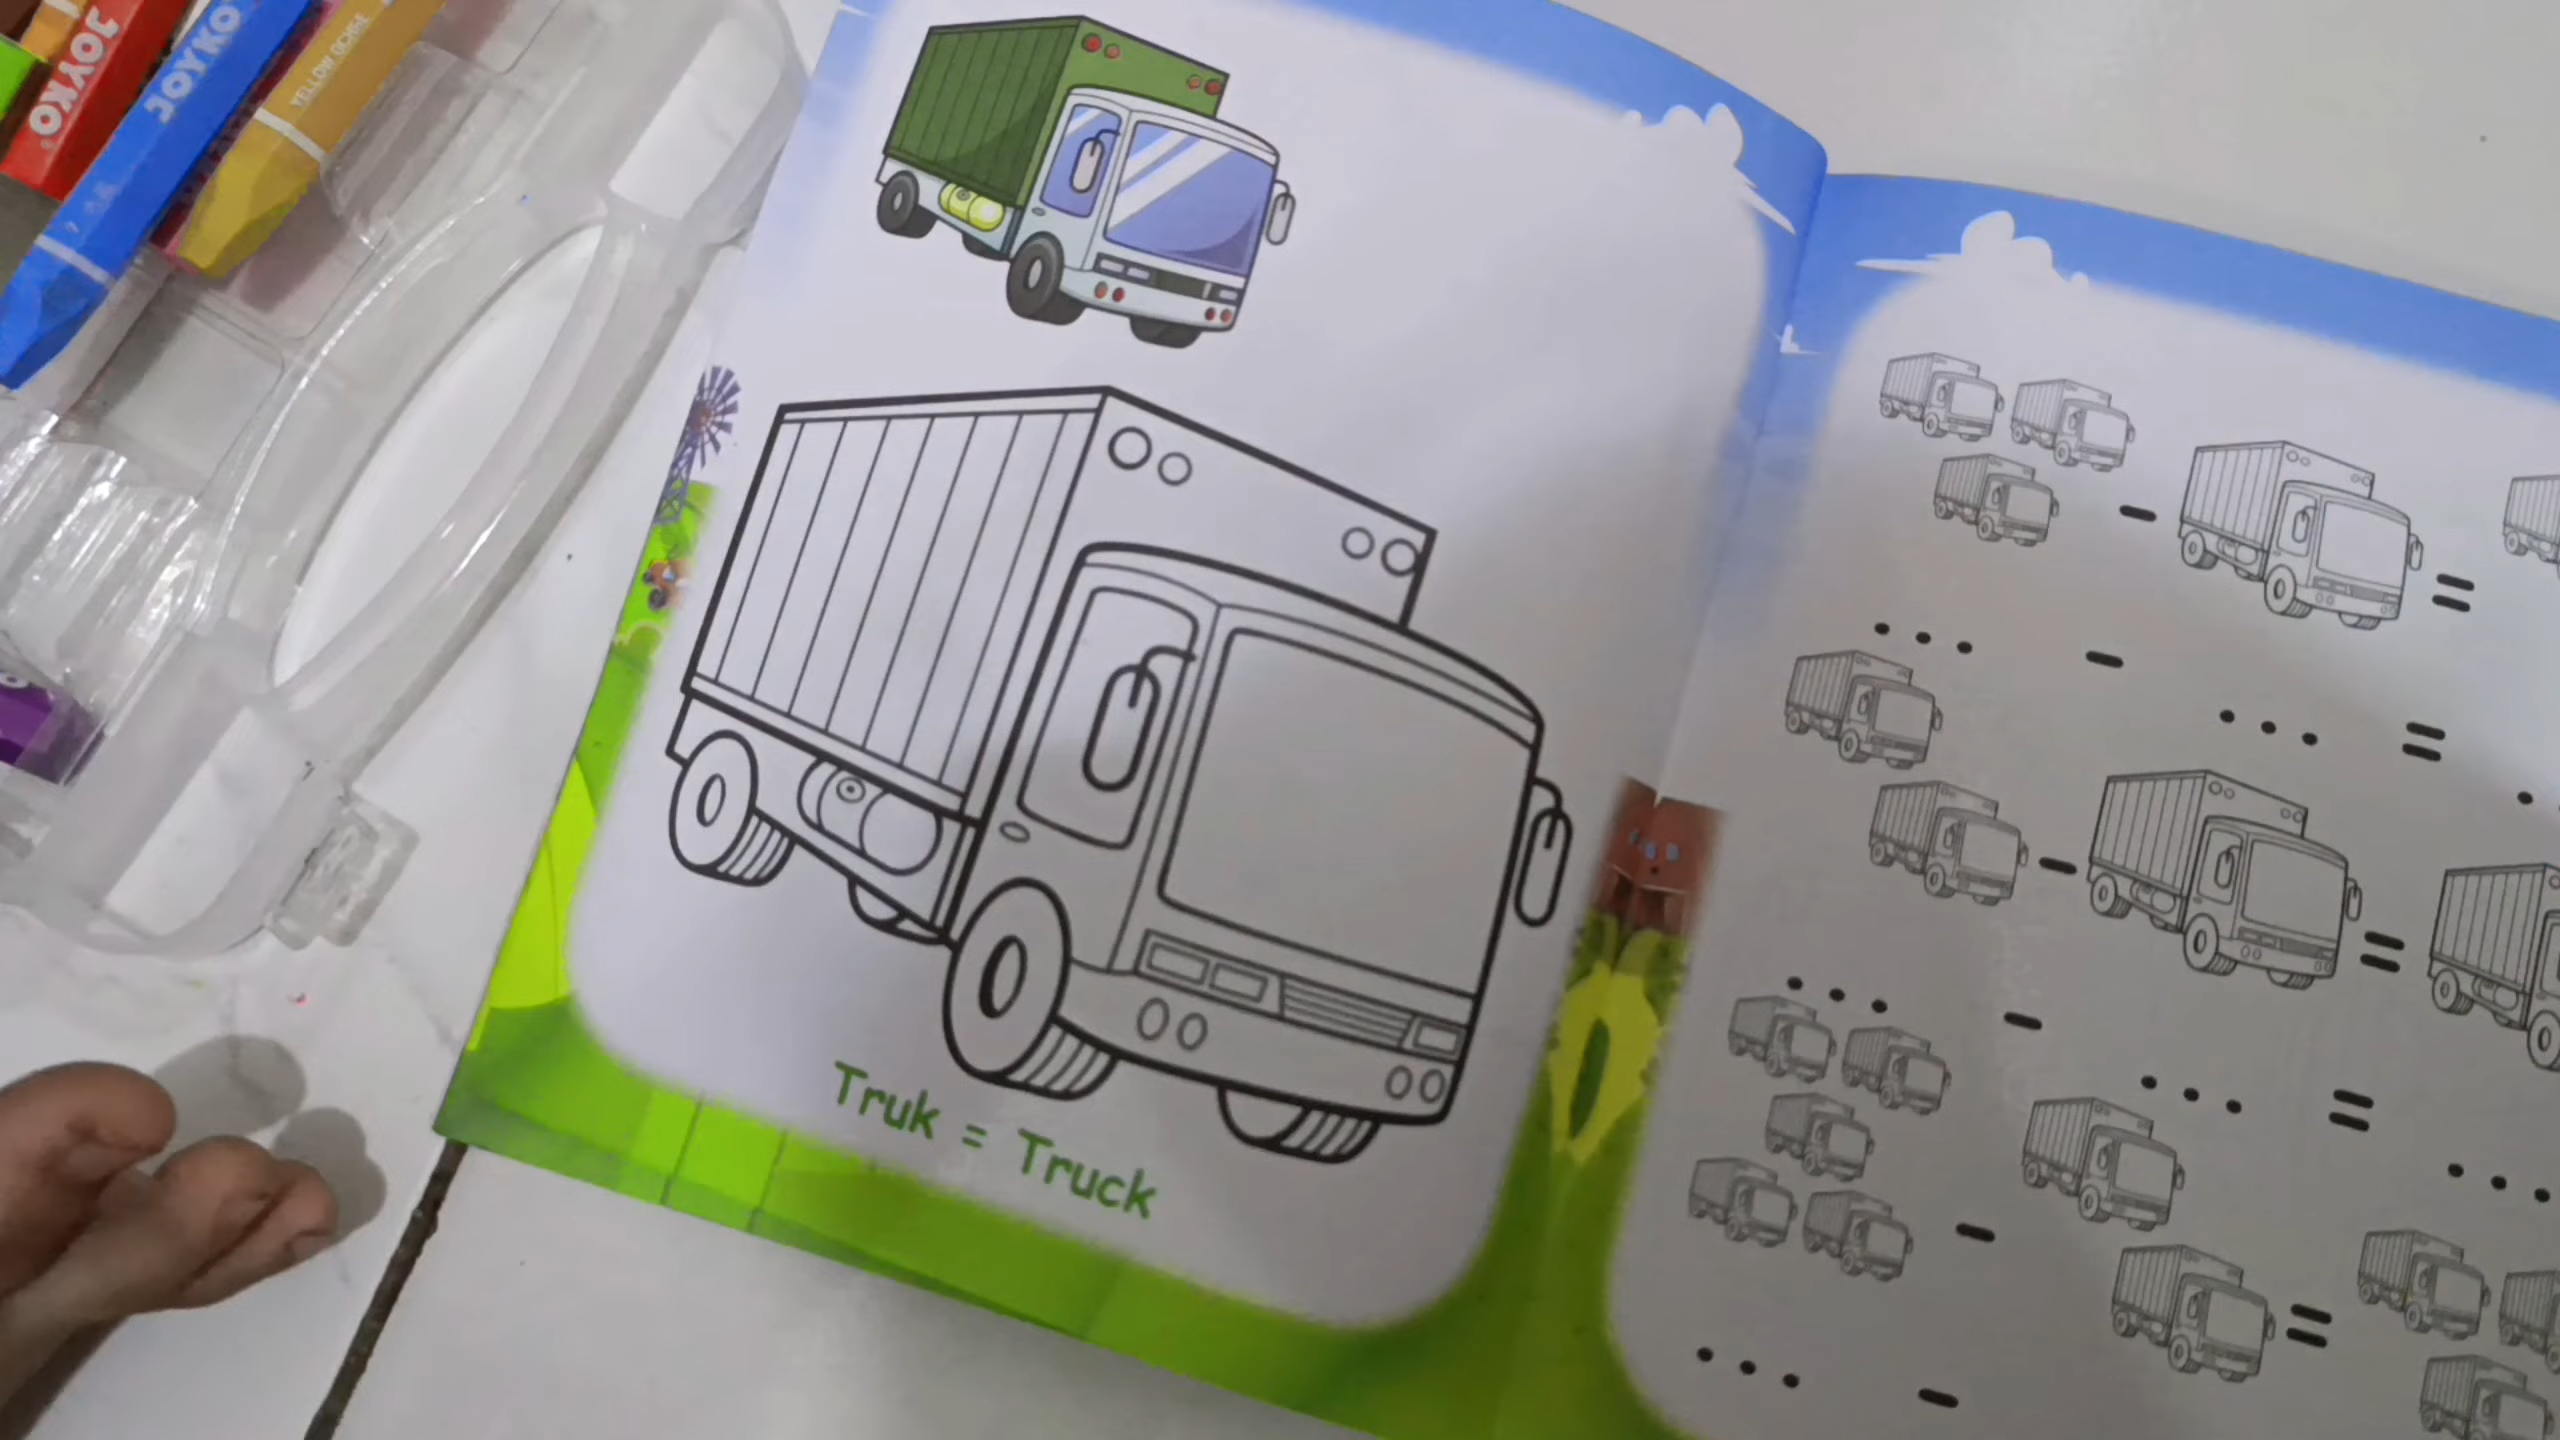 JOYKO
JOYKO
YELLOW OCHRE
Truk = Truck
- =
... - ... =
- =
... - ... = ...
- =
... -